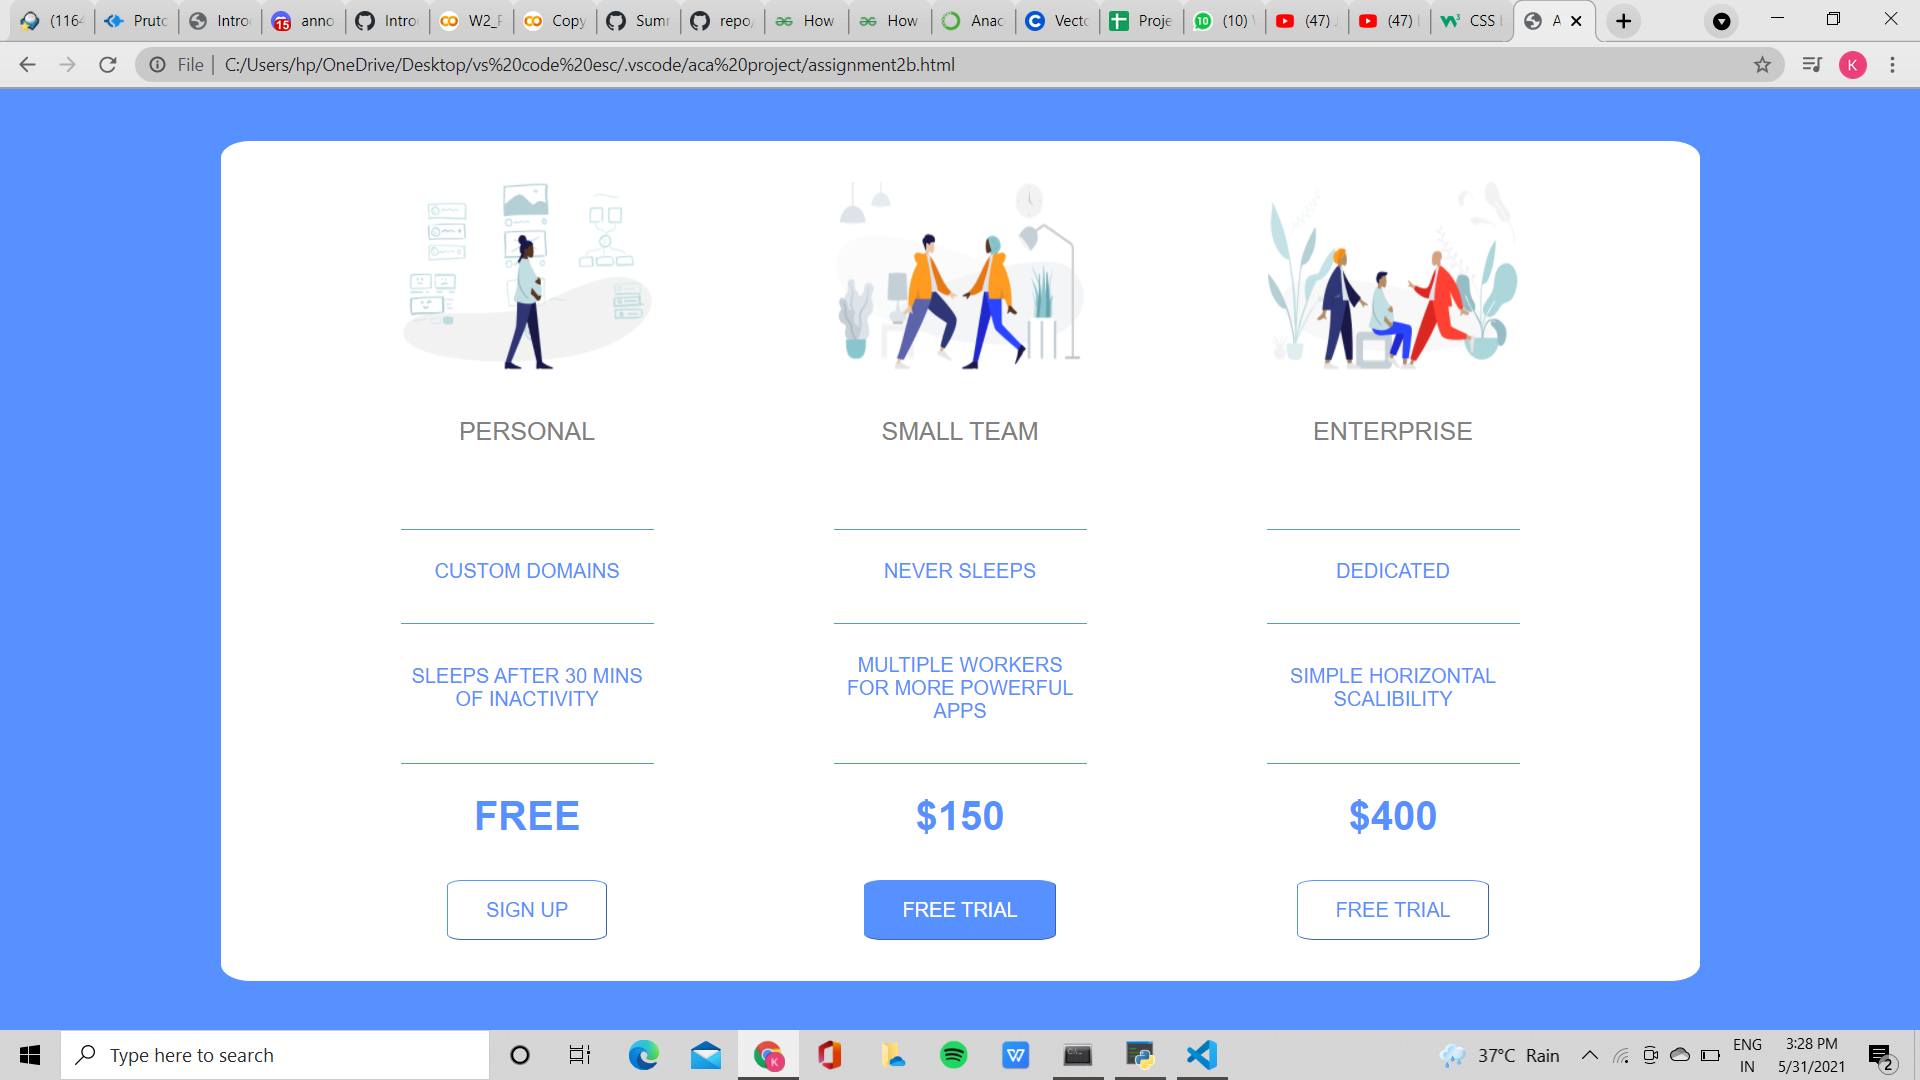 (1164
Pruto
Intro
15
anno
Intro
Copy
Sumr
repo,
How
How
Anac
Vecto
Proje
10
(10)
(47)
(47)
CSS
A
File
C:/Users/hp/OneDrive/Desktop/vs%20code%20esc/.vscode/aca%20project/assignment2b.html
K
PERSONAL
SMALL TEAM
ENTERPRISE
CUSTOM DOMAINS
NEVER SLEEPS
DEDICATED
SLEEPS AFTER 30 MINS
OF INACTIVITY
MULTIPLE WORKERS
FOR MORE POWERFUL
APPS
SIMPLE HORIZONTAL
SCALIBILITY
FREE
$150
$400
SIGN UP
FREE TRIAL
FREE TRIAL
Type here to search
K
37°C Rain
ENG
IN
3:28 PM
5/31/2021
2